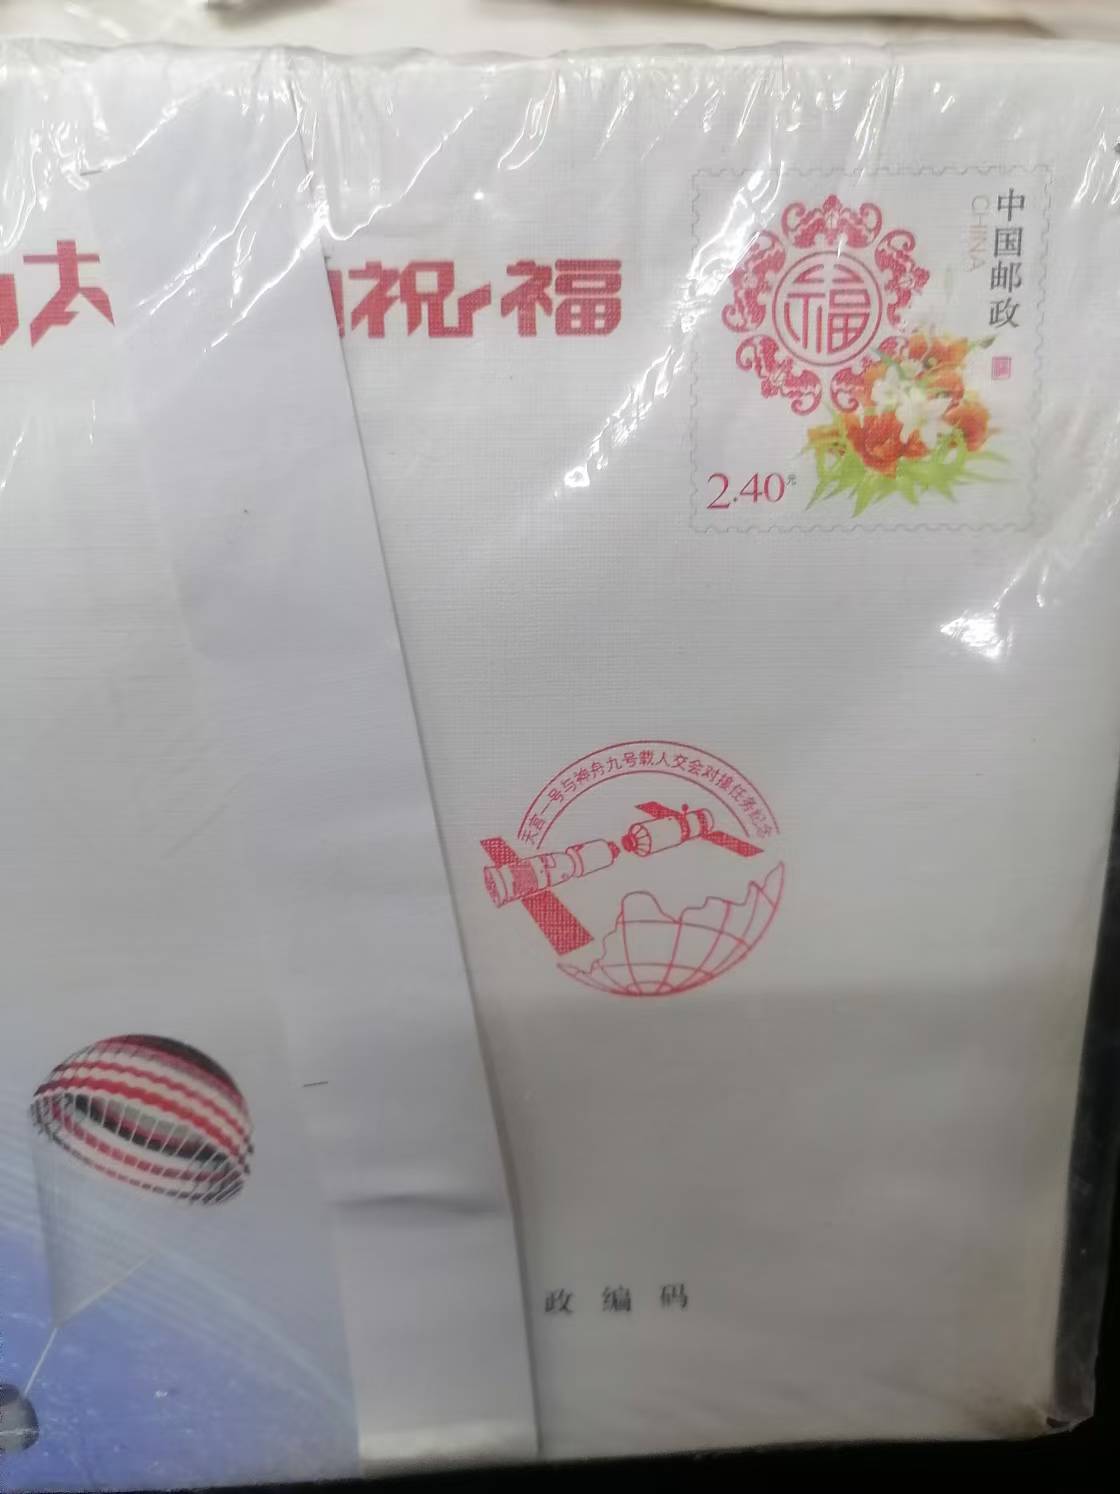 太 祝福
中国邮政
CHINA
福
2.40元
天宫一号与神舟九号载人交会对接任务纪念
政编码